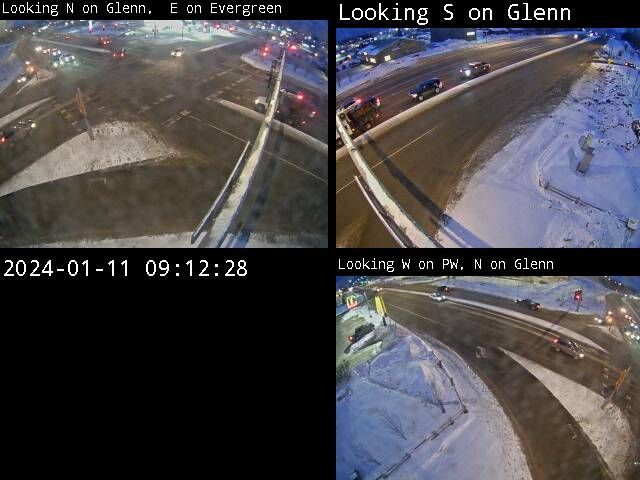 Looking N on Glenn, E on Evergreen
Looking S on Glenn
2024-01-11 09:12:28
Looking W on PW, N on Glenn